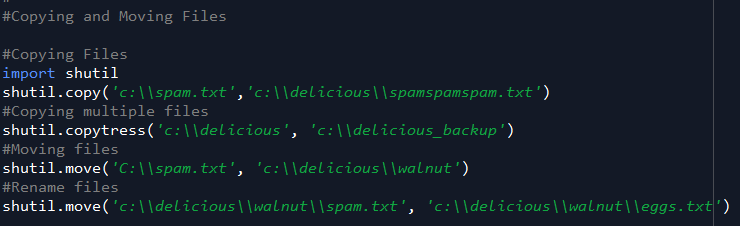 #Copying and Moving Files
#Copying Files
import shutil
shutil.copy('c:\\spam.txt','c:\\delicious\\spamspamspam.txt')
#Copying multiple files
shutil.copytress('c:\\delicious', 'c:\\delicious_backup')
#Moving files
shutil.move('C:\\spam.txt', 'c:\\delicious\\walnut')
#Rename files
shutil.move('c:\\delicious\\walnut\\spam.txt', 'c:\\delicious\\walnut\\eggs.txt')